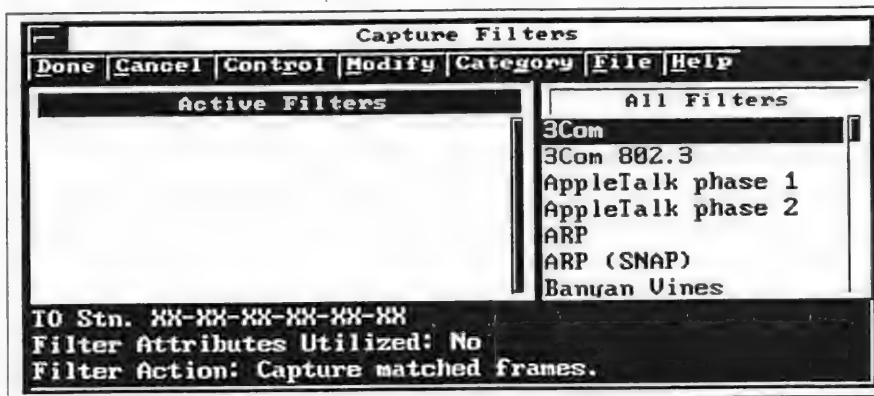 Capture Filters
Done Cancel Control Modify Category File Help
Active Filters
All Filters
3Com
3Com 802.3
AppleTalk phase 1
AppleTalk phase 2
ARP
ARP (SNAP)
Banyan Vines
TO Stn. XX-XX-XX-XX-XX-XX
Filter Attributes Utilized: No
Filter Action: Capture matched frames.